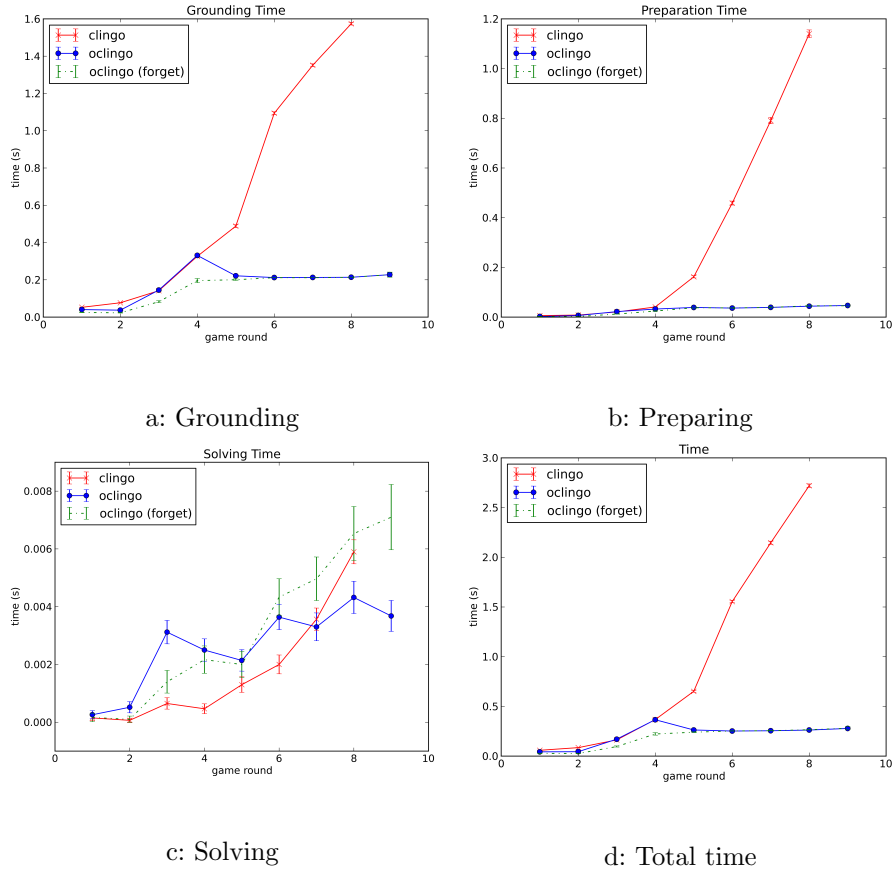 Grounding Time
clingo
oclingo
oclingo (forget)
1.6
1.4
1.2
1.0
0.8
0.6
0.4
0.2
0.0
time (s)
0 2 4 6 8 10
game round
a: Grounding
Preparation Time
clingo
oclingo
oclingo (forget)
1.2
1.0
0.8
0.6
0.4
0.2
0.0
time (s)
0 2 4 6 8 10
game round
b: Preparing
Solving Time
clingo
oclingo
oclingo (forget)
0.008
0.006
0.004
0.002
0.000
time (s)
0 2 4 6 8 10
game round
c: Solving
Time
clingo
oclingo
oclingo (forget)
3.0
2.5
2.0
1.5
1.0
0.5
0.0
time (s)
0 2 4 6 8 10
game round
d: Total time